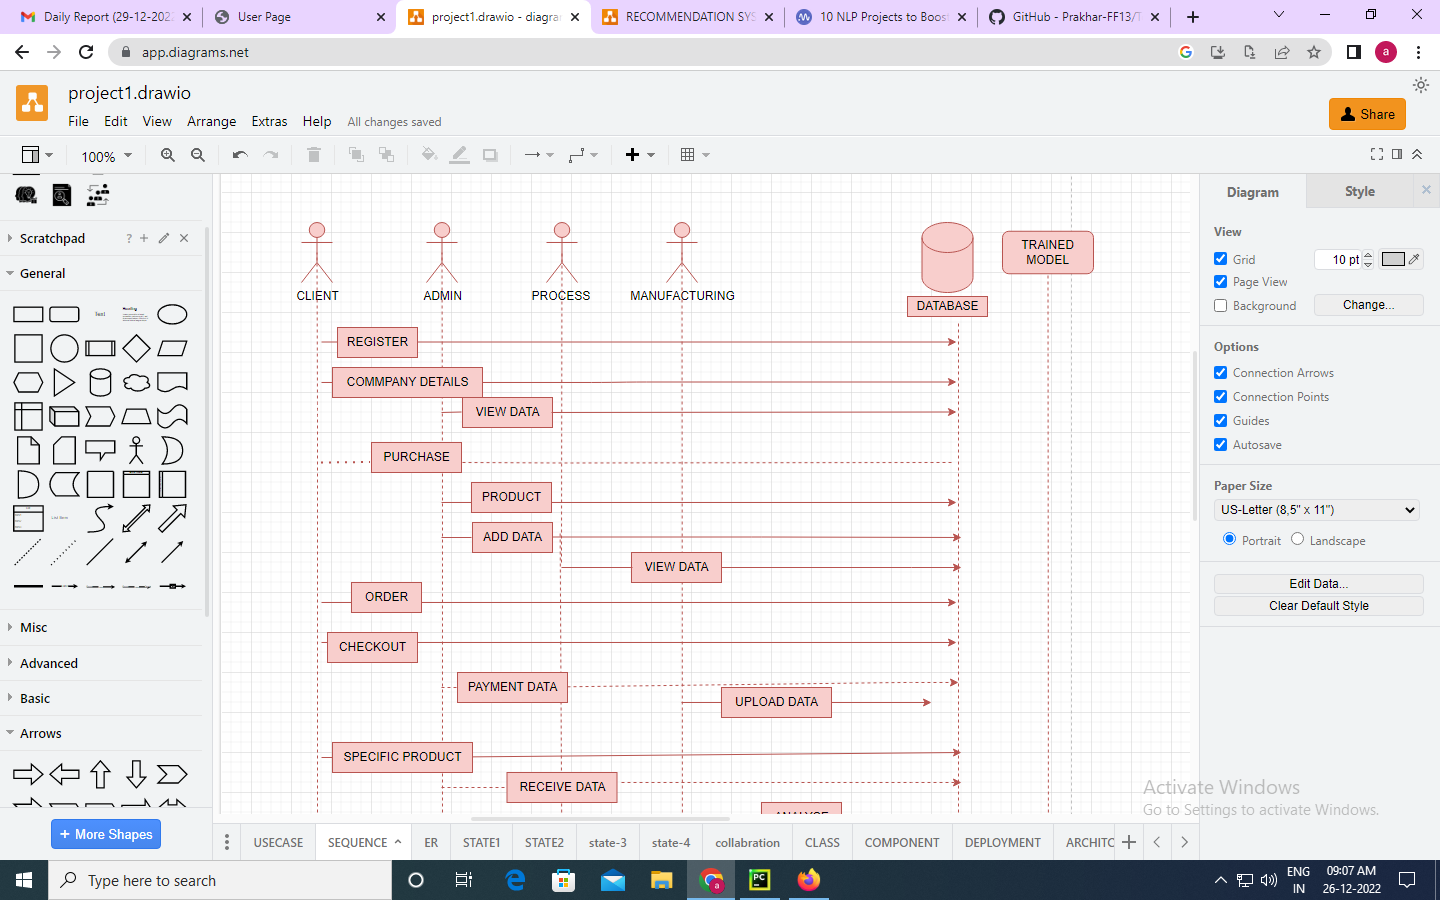 Daily Report (29-12-202
User Page
project1.drawio - diagra
RECOMMENDATION SYS
10 NLP Projects to Boos
GitHub - Prakhar-FF13/T
app.diagrams.net
a
project1.drawio
File Edit View Arrange Extras Help All changes saved
Share
100%
Diagram Style
Scratchpad
?
General
Text
Heading
View
Grid 10 pt
Page View
Background Change...
Options
Connection Arrows
Connection Points
Guides
Autosave
Paper Size
US-Letter (8,5" x 11")
Portrait Landscape
Edit Data...
Clear Default Style
Misc
Advanced
Basic
Arrows
+ More Shapes
TRAINED
MODEL
CLIENT
ADMIN
PROCESS
MANUFACTURING
DATABASE
REGISTER
COMMPANY DETAILS
VIEW DATA
PURCHASE
PRODUCT
ADD DATA
VIEW DATA
ORDER
CHECKOUT
PAYMENT DATA
UPLOAD DATA
SPECIFIC PRODUCT
RECEIVE DATA
ANALYSE
Activate Windows
Go to Settings to activate Windows.
USECASE SEQUENCE ER STATE1 STATE2 state-3 state-4 collabration CLASS COMPONENT DEPLOYMENT ARCHITC
Type here to search
PC
a
ENG
IN
09:07 AM
26-12-2022